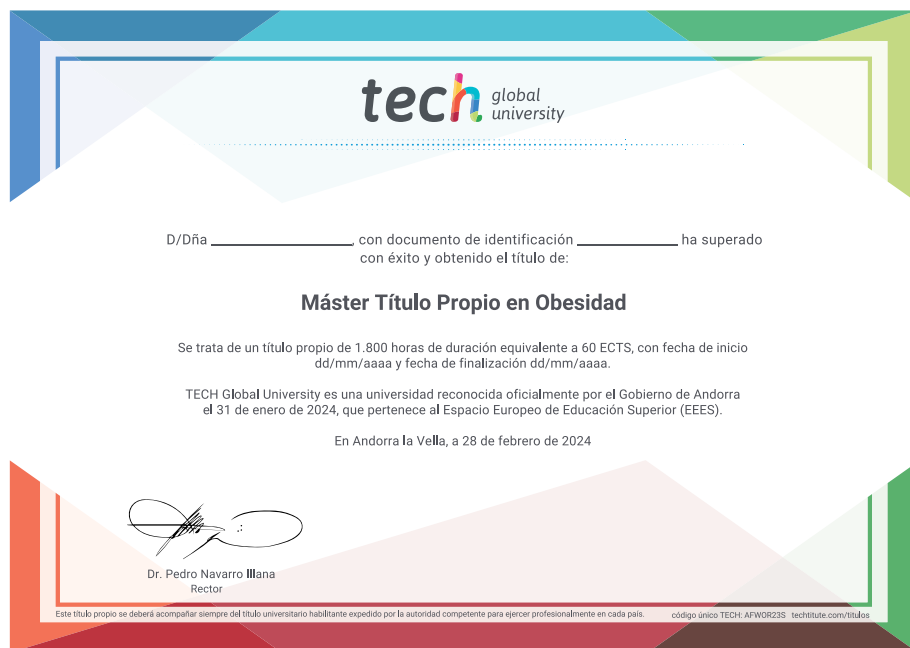 tech global university
D/Dña ____________________, con documento de identificación ______________ ha superado
con éxito y obtenido el título de:
Máster Título Propio en Obesidad
Se trata de un título propio de 1.800 horas de duración equivalente a 60 ECTS, con fecha de inicio
dd/mm/aaaa y fecha de finalización dd/mm/aaaa.
TECH Global University es una universidad reconocida oficialmente por el Gobierno de Andorra
el 31 de enero de 2024, que pertenece al Espacio Europeo de Educación Superior (EEES).
En Andorra la Vella, a 28 de febrero de 2024
Dr. Pedro Navarro Illana
Rector
Este título propio se deberá acompañar siempre del título universitario habilitante expedido por la autoridad competente para ejercer profesionalmente en cada país. código único TECH: AFWOR23S techtitute.com/titulos